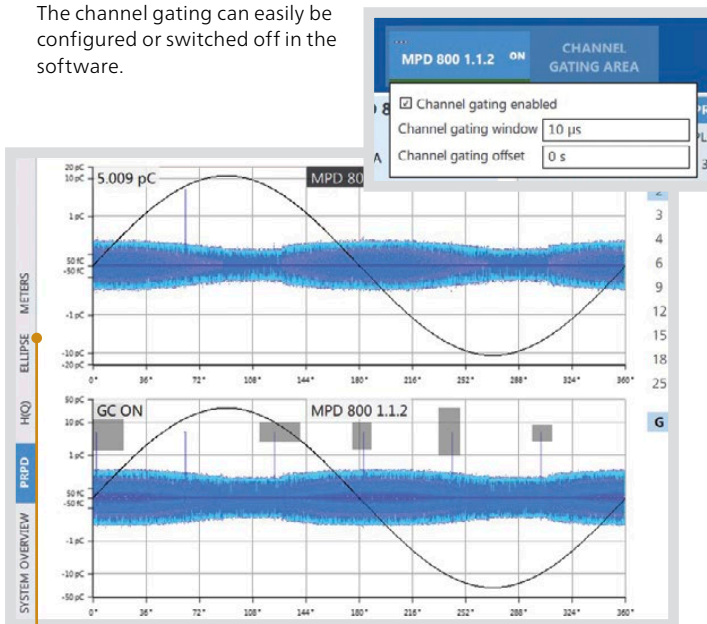 The channel gating can easily be
configured or switched off in the
software.
MPD 800 1.1.2 ON
CHANNEL
GATING AREA
☑ Channel gating enabled
Channel gating window 10 µs
Channel gating offset 0 s
5.009 pC
MPD 80
20 pC
10 pC
1 pC
50 fC
-50 fC
-1 pC
-10 pC
-20 pC
0° 36° 72° 108° 144° 180° 216° 252° 288° 324° 360°
GC ON
MPD 800 1.1.2
50 pC
10 pC
1 pC
50 fC
-50 fC
-1 pC
-10 pC
-50 pC
0° 36° 72° 108° 144° 180° 216° 252° 288° 324° 360°
2
3
4
6
9
12
15
18
25
G
METERS
ELLIPSE
H(Q)
PRPD
SYSTEM OVERVIEW